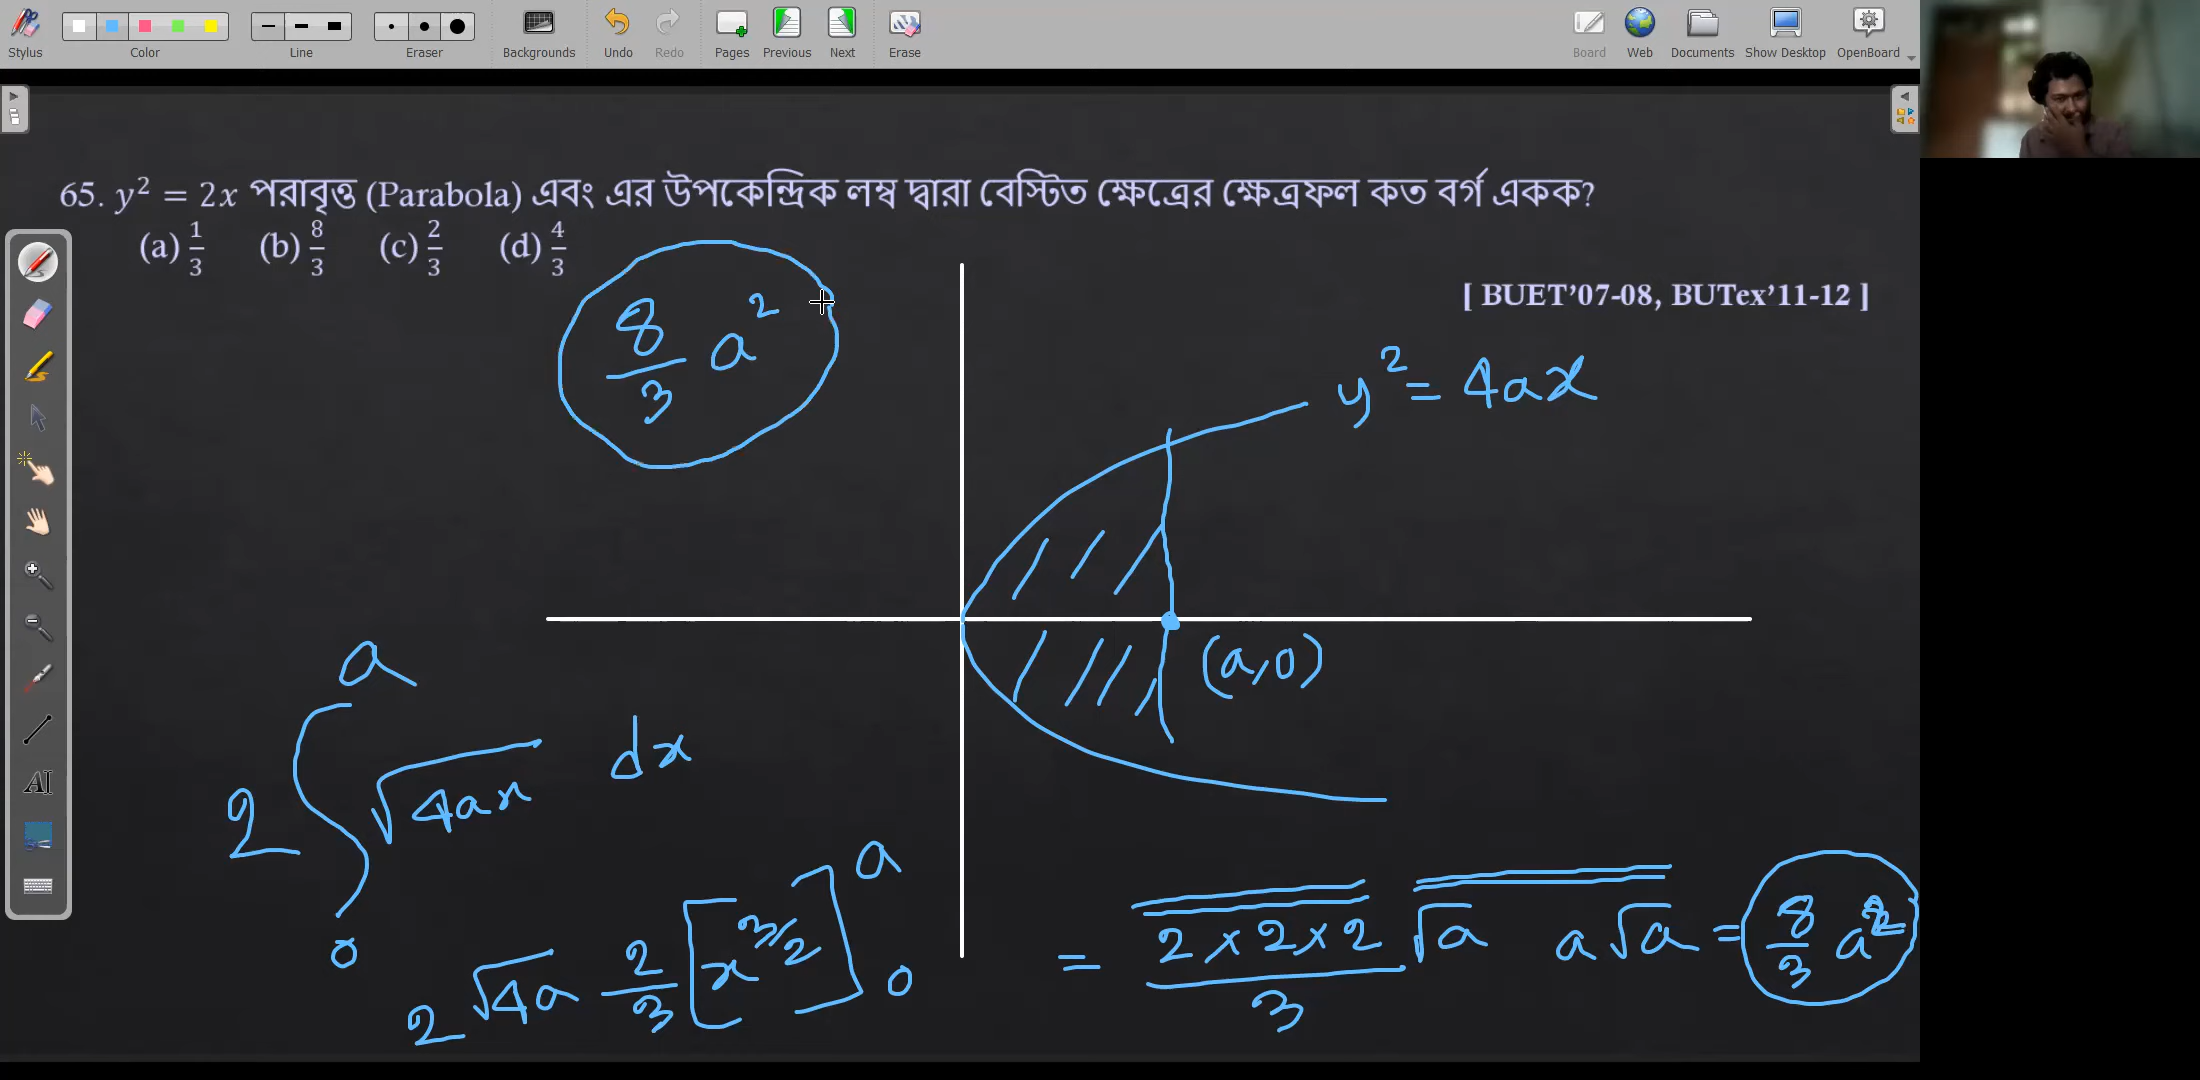 Stylus Color Line Eraser Backgrounds Undo Redo Pages Previous Next Erase Board Web Documents Show Desktop OpenBoard
65. y² = 2x পরাবৃত্ত (Parabola) এবং এর উপকেন্দ্রিক লম্ব দ্বারা বেস্টিত ক্ষেত্রের ক্ষেত্রফল কত বর্গ একক?
(a) 1/3 (b) 8/3 (c) 2/3 (d) 4/3
[ BUET’07-08, BUTex’11-12 ]
8/3 a²
y² = 4ax
(a,0)
2 ∫₀ᵃ √4ax dx
2 √4a 2/3 [x^3/2]₀ᵃ = 2×2×2/3 √a a√a = 8/3 a²
AI